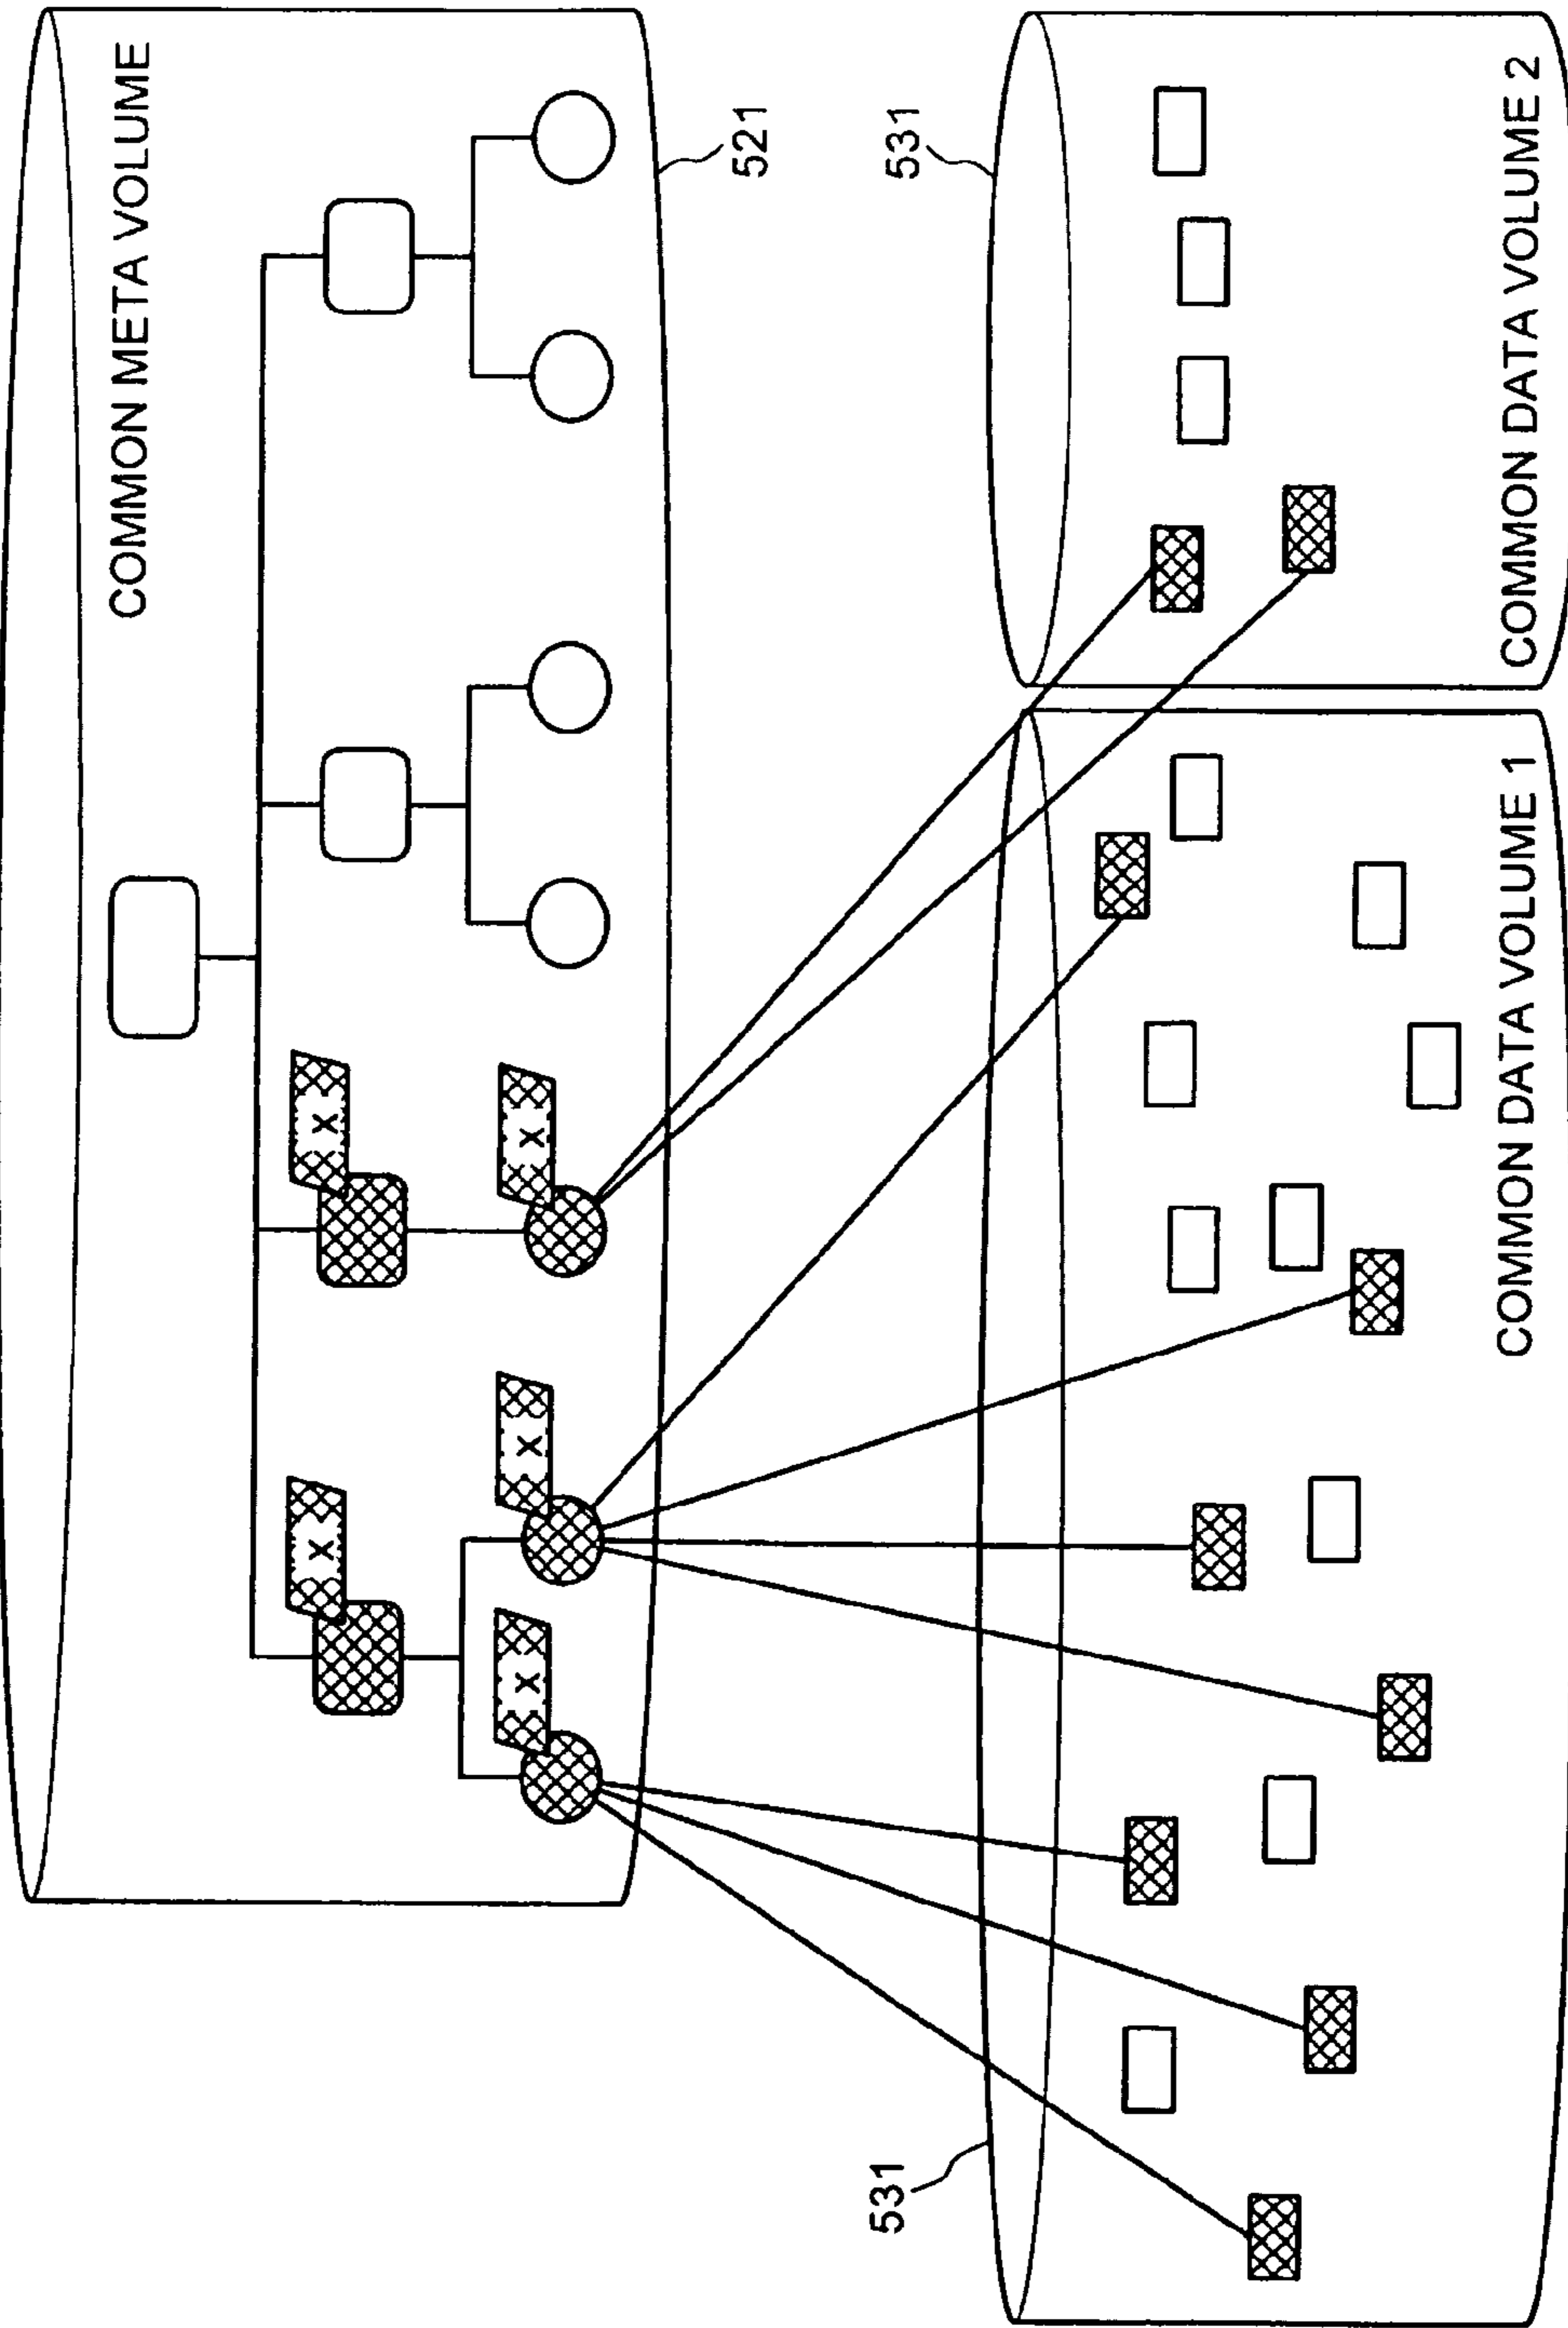 COMMON META VOLUME
x
x
x
x
x
521
531
531
COMMON DATA VOLUME 1
COMMON DATA VOLUME 2